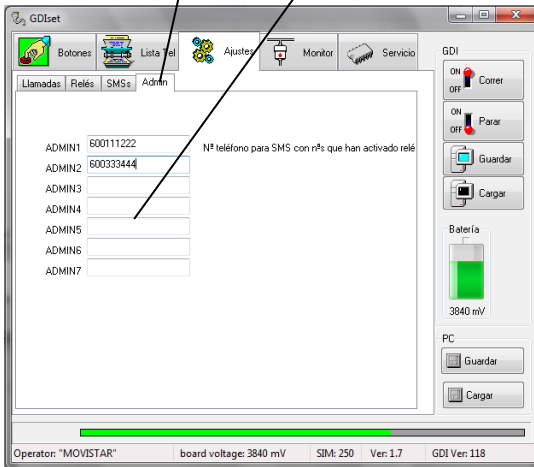 GDIset
Botones
Lista Tel
Ajustes
Monitor
Servicio
Llamadas
Relés
SMSs
Admin
ADMIN1 600111222 Nª teléfono para SMS con nªs que han activado relé
ADMIN2 600333444
ADMIN3
ADMIN4
ADMIN5
ADMIN6
ADMIN7
GDI
ON
OFF
Correr
ON
OFF
Parar
Guardar
Cargar
Batería
3840 mV
PC
Guardar
Cargar
Operator: "MOVISTAR" board voltage: 3840 mV SIM: 250 Ver: 1.7 GDI Ver: 118